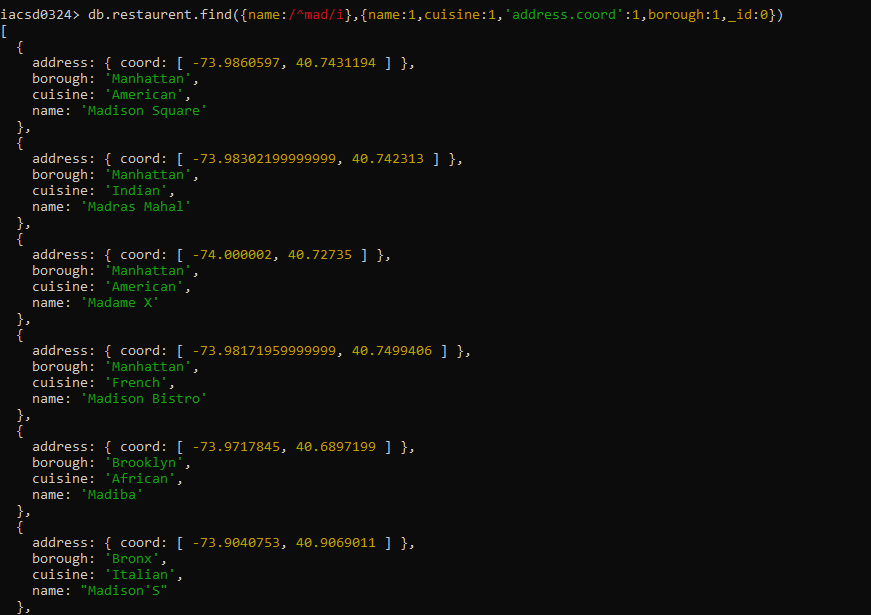 iacsd0324> db.restaurent.find({name:/^mad/i},{name:1,cuisine:1,'address.coord':1,borough:1,_id:0})
[
  {
    address: { coord: [ -73.9860597, 40.7431194 ] },
    borough: 'Manhattan',
    cuisine: 'American',
    name: 'Madison Square'
  },
  {
    address: { coord: [ -73.98302199999999, 40.742313 ] },
    borough: 'Manhattan',
    cuisine: 'Indian',
    name: 'Madras Mahal'
  },
  {
    address: { coord: [ -74.000002, 40.72735 ] },
    borough: 'Manhattan',
    cuisine: 'American',
    name: 'Madame X'
  },
  {
    address: { coord: [ -73.98171959999999, 40.7499406 ] },
    borough: 'Manhattan',
    cuisine: 'French',
    name: 'Madison Bistro'
  },
  {
    address: { coord: [ -73.9717845, 40.6897199 ] },
    borough: 'Brooklyn',
    cuisine: 'African',
    name: 'Madiba'
  },
  {
    address: { coord: [ -73.9040753, 40.9069011 ] },
    borough: 'Bronx',
    cuisine: 'Italian',
    name: "Madison'S"
  },